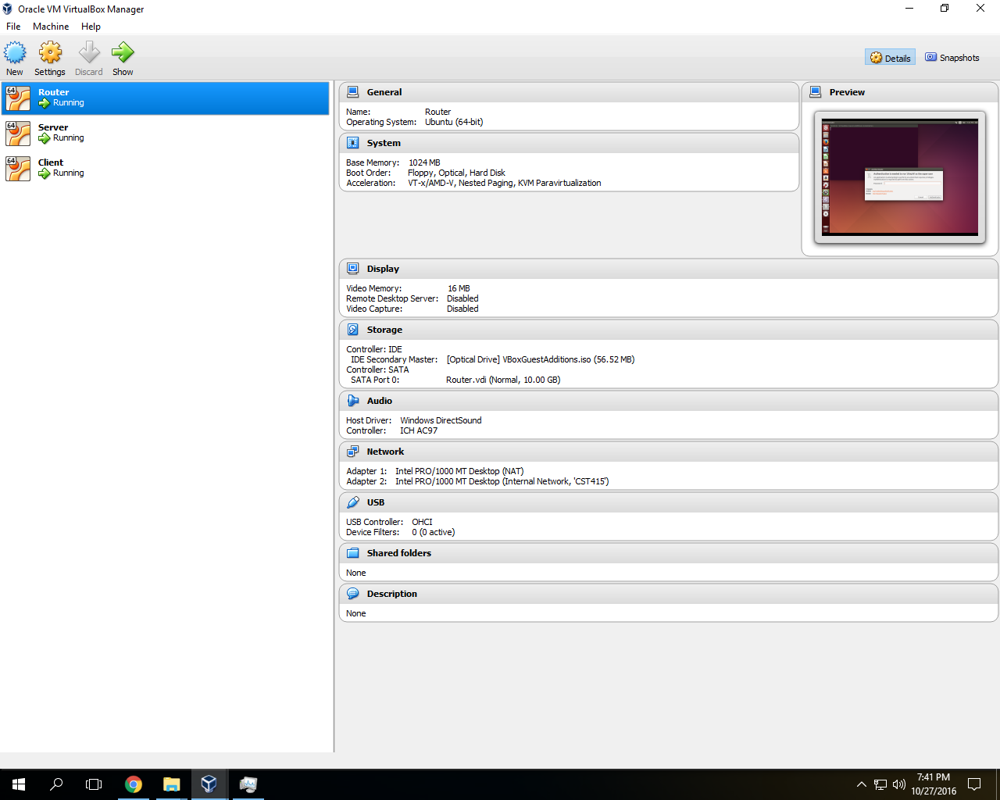 Oracle VM VirtualBox Manager
File Machine Help
New Settings Discard Show
Details Snapshots
64 Router
Running
64 Server
Running
64 Client
Running
General
Name: Router
Operating System: Ubuntu (64-bit)
Preview
System
Base Memory: 1024 MB
Boot Order: Floppy, Optical, Hard Disk
Acceleration: VT-x/AMD-V, Nested Paging, KVM Paravirtualization
Display
Video Memory: 16 MB
Remote Desktop Server: Disabled
Video Capture: Disabled
Storage
Controller: IDE
IDE Secondary Master: [Optical Drive] VBoxGuestAdditions.iso (56.52 MB)
Controller: SATA
SATA Port 0: Router.vdi (Normal, 10.00 GB)
Audio
Host Driver: Windows DirectSound
Controller: ICH AC97
Network
Adapter 1: Intel PRO/1000 MT Desktop (NAT)
Adapter 2: Intel PRO/1000 MT Desktop (Internal Network, 'CST415')
USB
USB Controller: OHCI
Device Filters: 0 (0 active)
Shared folders
None
Description
None
7:41 PM
10/27/2016